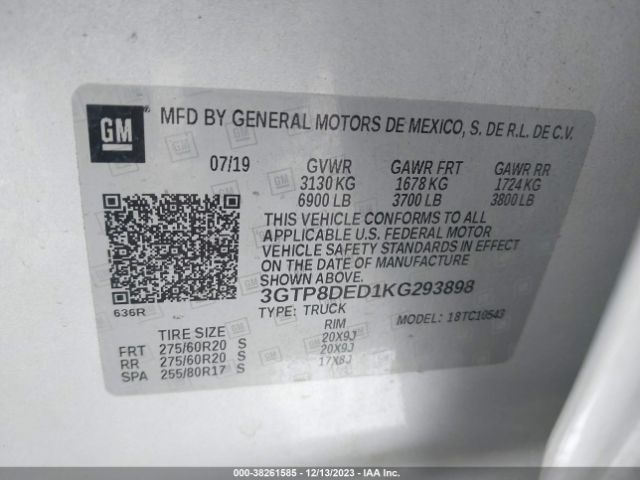 GM
MFD BY GENERAL MOTORS DE MEXICO, S. DE R.L. DE C.V.
07/19 GVWR GAWR FRT GAWR RR
3130 KG 1678 KG 1724 KG
6900 LB 3700 LB 3800 LB
THIS VEHICLE CONFORMS TO ALL
APPLICABLE U.S. FEDERAL MOTOR
VEHICLE SAFETY STANDARDS IN EFFECT
ON THE DATE OF MANUFACTURE
SHOWN ABOVE.
636R
3GTP8DED1KG293898
TYPE: TRUCK MODEL: 18TC10543
TIRE SIZE RIM
FRT 275/60R20 S 20X9J
RR 275/60R20 S 20X9J
SPA 255/80R17 S 17X8J
000-38261585 - 12/13/2023 - IAA Inc.